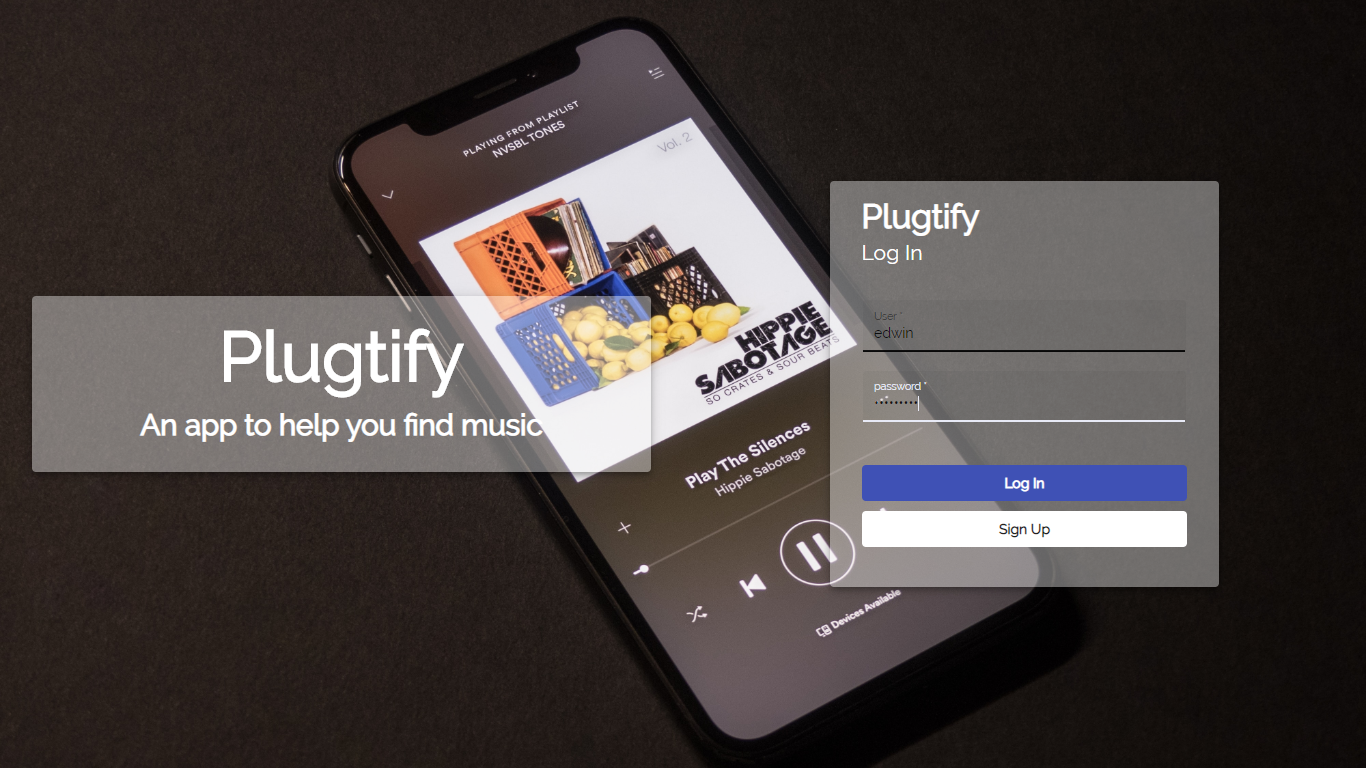 PLAYING FROM PLAYLIST
NVSBL TONES
Vol. 2
HIPPIE
SABOTAGE
SO CRATES & SOUR BEATS
Play The Silences
Hippie Sabotage
Devices Available
Plugtify
An app to help you find music
Plugtify
Log In
User *
edwin
password *
•••••••••
Log In
Sign Up